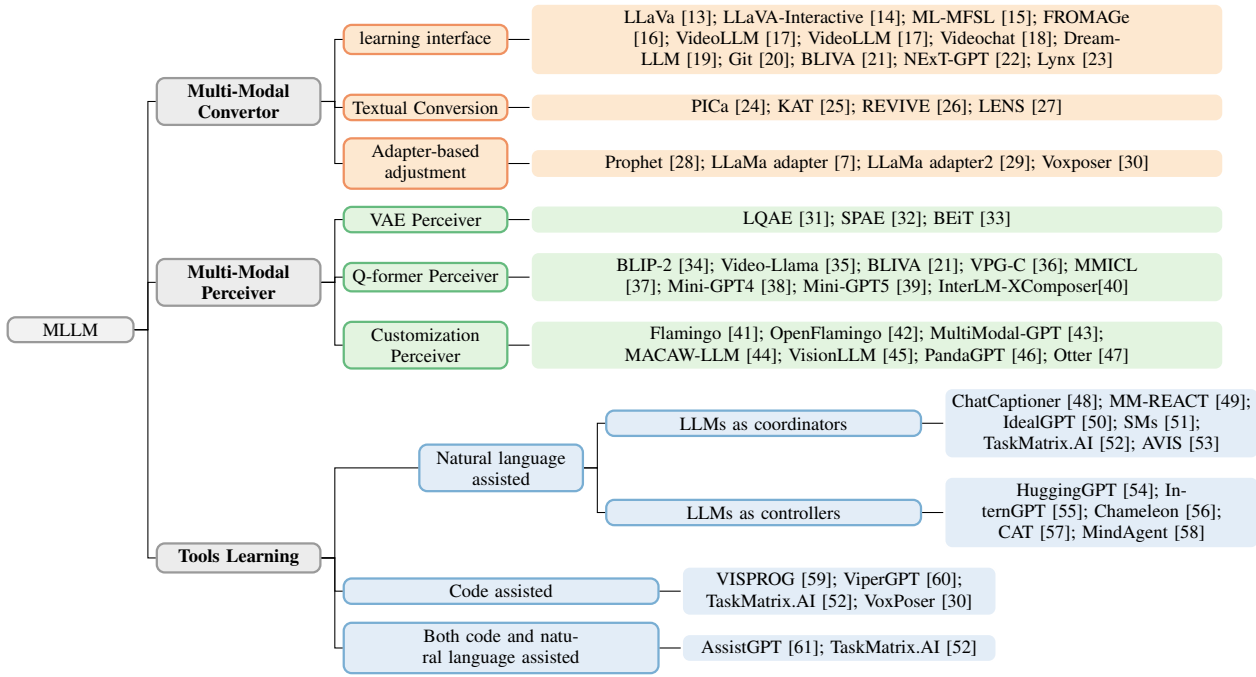 LLaVa [13]; LLaVA-Interactive [14]; ML-MFSL [15]; FROMAGe
[16]; VideoLLM [17]; VideoLLM [17]; Videochat [18]; Dream-
LLM [19]; Git [20]; BLIVA [21]; NExT-GPT [22]; Lynx [23]
learning interface
Multi-Modal
Convertor
Textual Conversion
PICa [24]; KAT [25]; REVIVE [26]; LENS [27]
Adapter-based
adjustment
Prophet [28]; LLaMa adapter [7]; LLaMa adapter2 [29]; Voxposer [30]
VAE Perceiver
LQAE [31]; SPAE [32]; BEiT [33]
Multi-Modal
Perceiver
Q-former Perceiver
BLIP-2 [34]; Video-Llama [35]; BLIVA [21]; VPG-C [36]; MMICL
[37]; Mini-GPT4 [38]; Mini-GPT5 [39]; InterLM-XComposer[40]
MLLM
Customization
Perceiver
Flamingo [41]; OpenFlamingo [42]; MultiModal-GPT [43];
MACAW-LLM [44]; VisionLLM [45]; PandaGPT [46]; Otter [47]
Natural language
assisted
LLMs as coordinators
ChatCaptioner [48]; MM-REACT [49];
IdealGPT [50]; SMs [51];
TaskMatrix.AI [52]; AVIS [53]
LLMs as controllers
HuggingGPT [54]; In-
ternGPT [55]; Chameleon [56];
CAT [57]; MindAgent [58]
Tools Learning
Code assisted
VISPROG [59]; ViperGPT [60];
TaskMatrix.AI [52]; VoxPoser [30]
Both code and natu-
ral language assisted
AssistGPT [61]; TaskMatrix.AI [52]